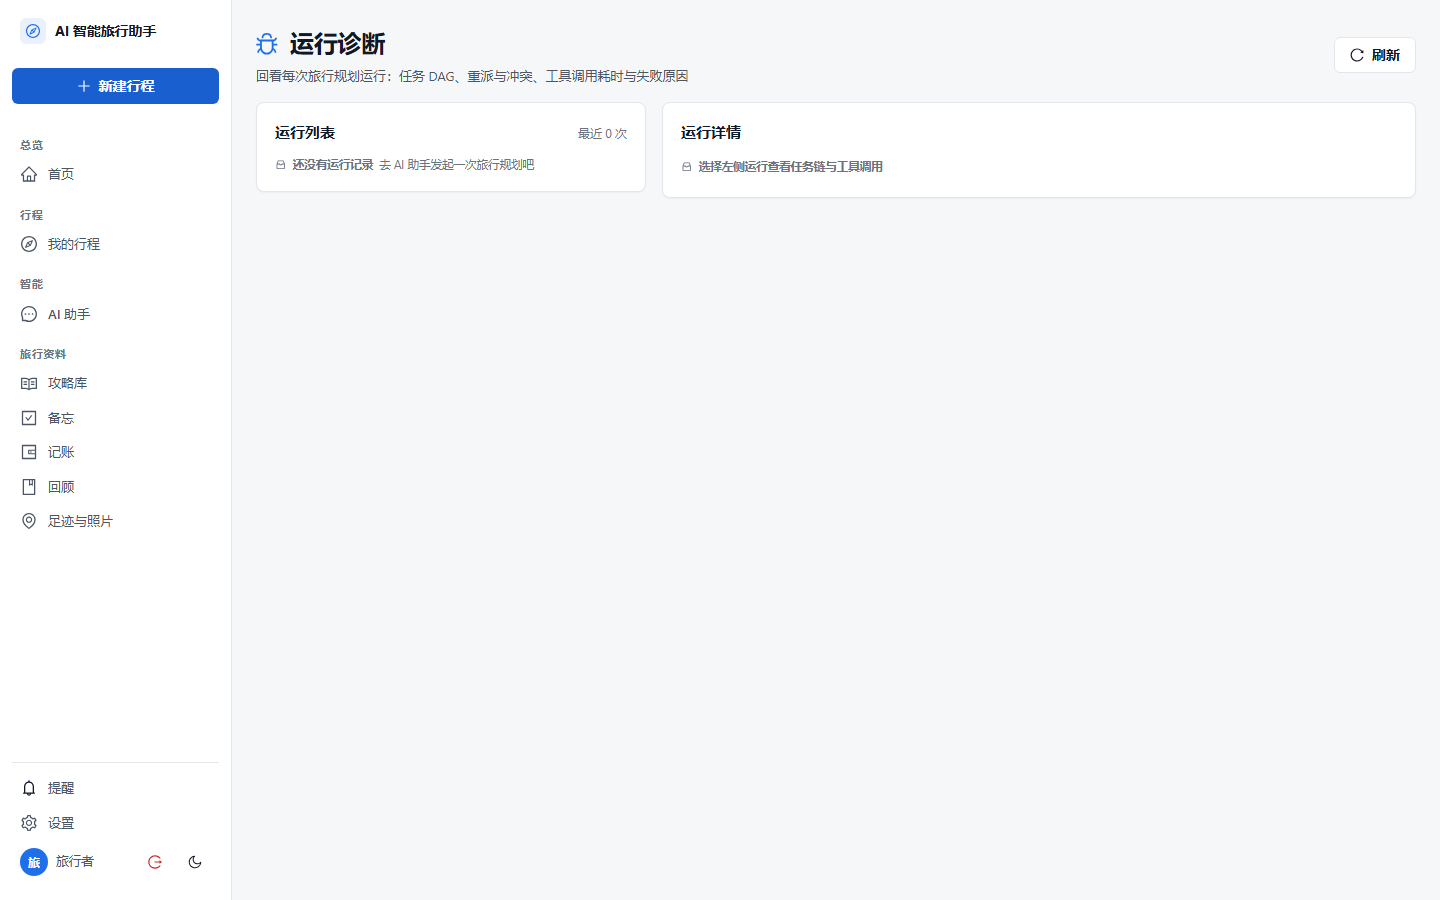 AI 智能旅行助手
新建行程
总览
首页
行程
我的行程
智能
AI 助手
旅行资料
攻略库
备忘
记账
回顾
足迹与照片
提醒
设置
旅 旅行者
运行诊断
回看每次旅行规划运行：任务 DAG、重派与冲突、工具调用耗时与失败原因
刷新
运行列表 最近 0 次
还没有运行记录 去 AI 助手发起一次旅行规划吧
运行详情
选择左侧运行查看任务链与工具调用